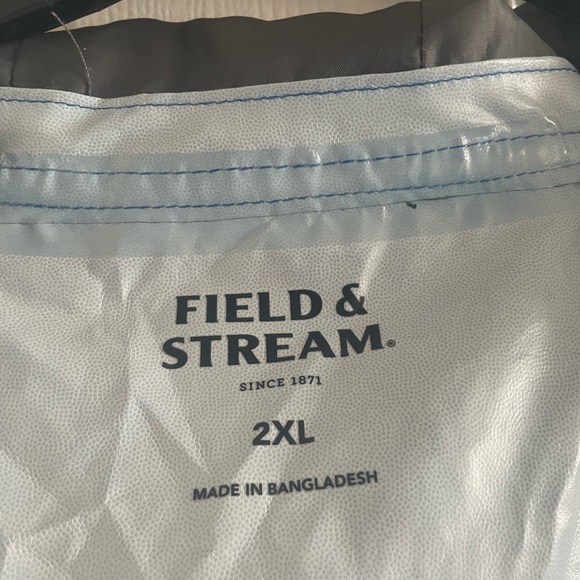 FIELD &
STREAM®
SINCE 1871
2XL
MADE IN BANGLADESH